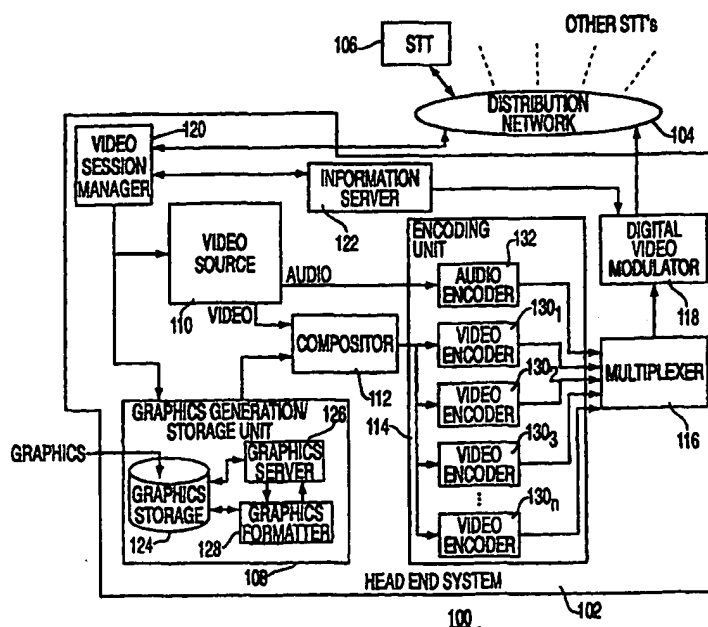 106
STT
OTHER STT's
DISTRIBUTION
NETWORK
104
120
VIDEO
SESSION
MANAGER
INFORMATION
SERVER
122
VIDEO
SOURCE
110
AUDIO
VIDEO
COMPOSITOR
112
ENCODING
UNIT
132
AUDIO
ENCODER
130₁
VIDEO
ENCODER
130₂
VIDEO
ENCODER
130₃
VIDEO
ENCODER
130ₙ
VIDEO
ENCODER
114
DIGITAL
VIDEO
MODULATOR
118
MULTIPLEXER
116
GRAPHICS GENERATION/
STORAGE UNIT
126
GRAPHICS
SERVER
GRAPHICS
GRAPHICS
STORAGE
124
GRAPHICS
FORMATTER
128
108
HEAD END SYSTEM
102
100